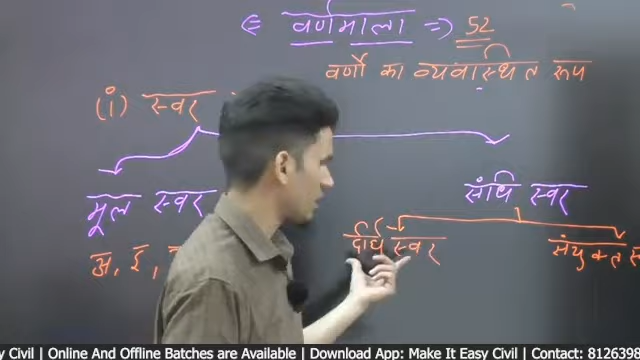 ∈ वर्णमाला ⇒ 52
वर्णों का व्यवास्थित रूप
(i) स्वर
मूल स्वर
संधि स्वर
दीर्घ स्वर
संयुक्त
अ, इ,
Civil | Online And Offline Batches are Available | Download App: Make It Easy Civil | Contact: 8126398